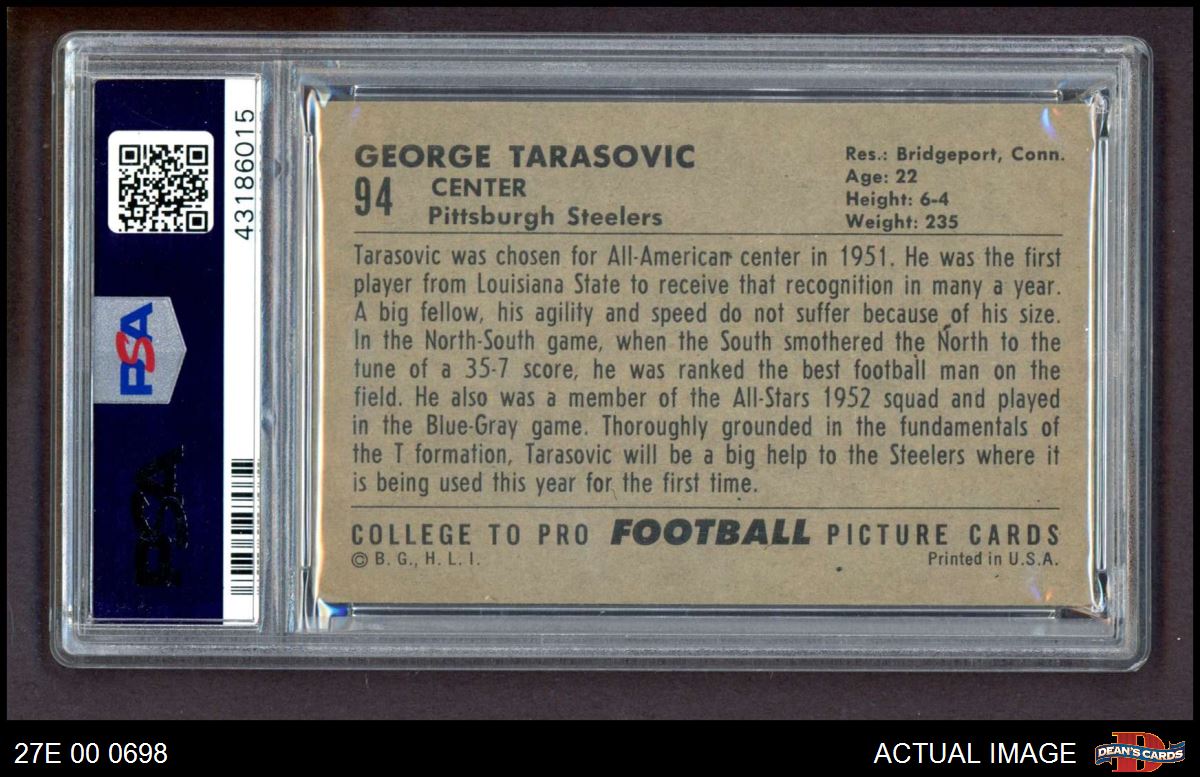 PSA
43186015
PSA
GEORGE TARASOVIC
94 CENTER
Pittsburgh Steelers
Res.: Bridgeport, Conn.
Age: 22
Height: 6-4
Weight: 235
Tarasovic was chosen for All-American center in 1951. He was the first
player from Louisiana State to receive that recognition in many a year.
A big fellow, his agility and speed do not suffer because of his size.
In the North-South game, when the South smothered the North to the
tune of a 35-7 score, he was ranked the best football man on the
field. He also was a member of the All-Stars 1952 squad and played
in the Blue-Gray game. Thoroughly grounded in the fundamentals of
the T formation, Tarasovic will be a big help to the Steelers where it
is being used this year for the first time.
COLLEGE TO PRO FOOTBALL PICTURE CARDS
© B. G., H. L. I.
Printed in U.S.A.
27E 00 0698
ACTUAL IMAGE
D
DEAN'S CARDS